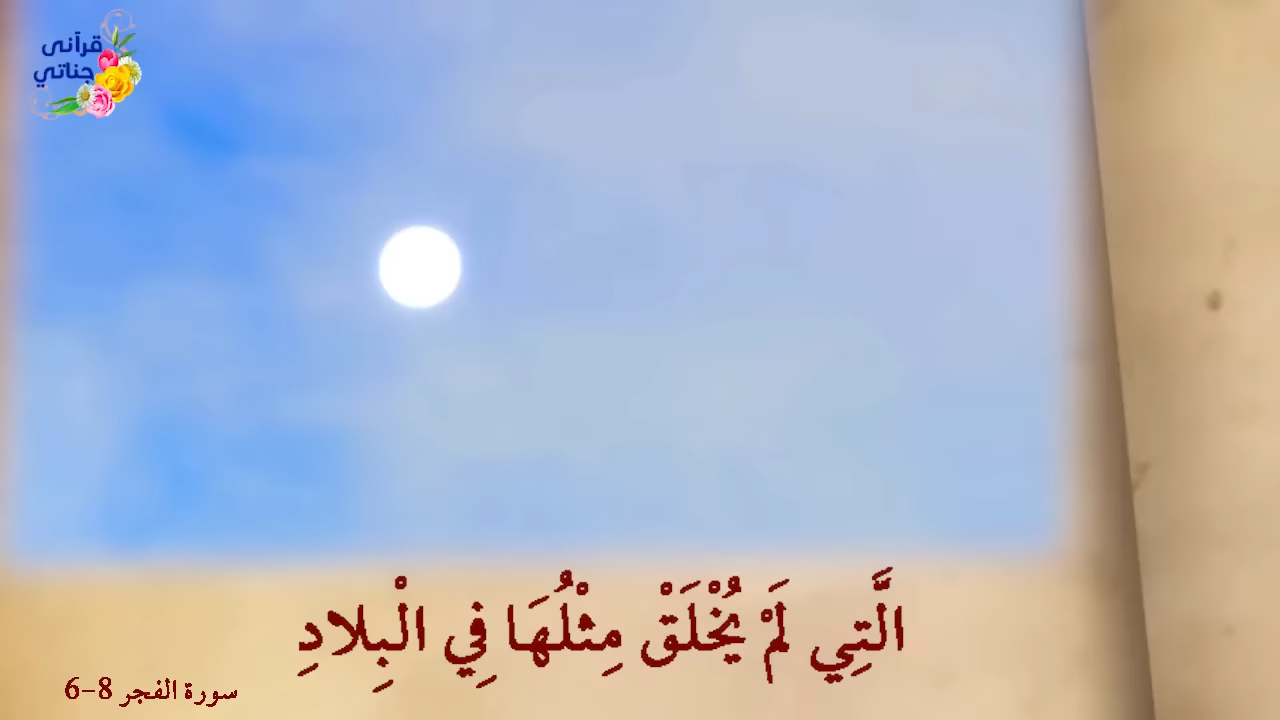 قرآنى
جناتي
الَّتِي لَمْ يُخْلَقْ مِثْلُهَا فِي الْبِلادِ
سورة الفجر 8-6